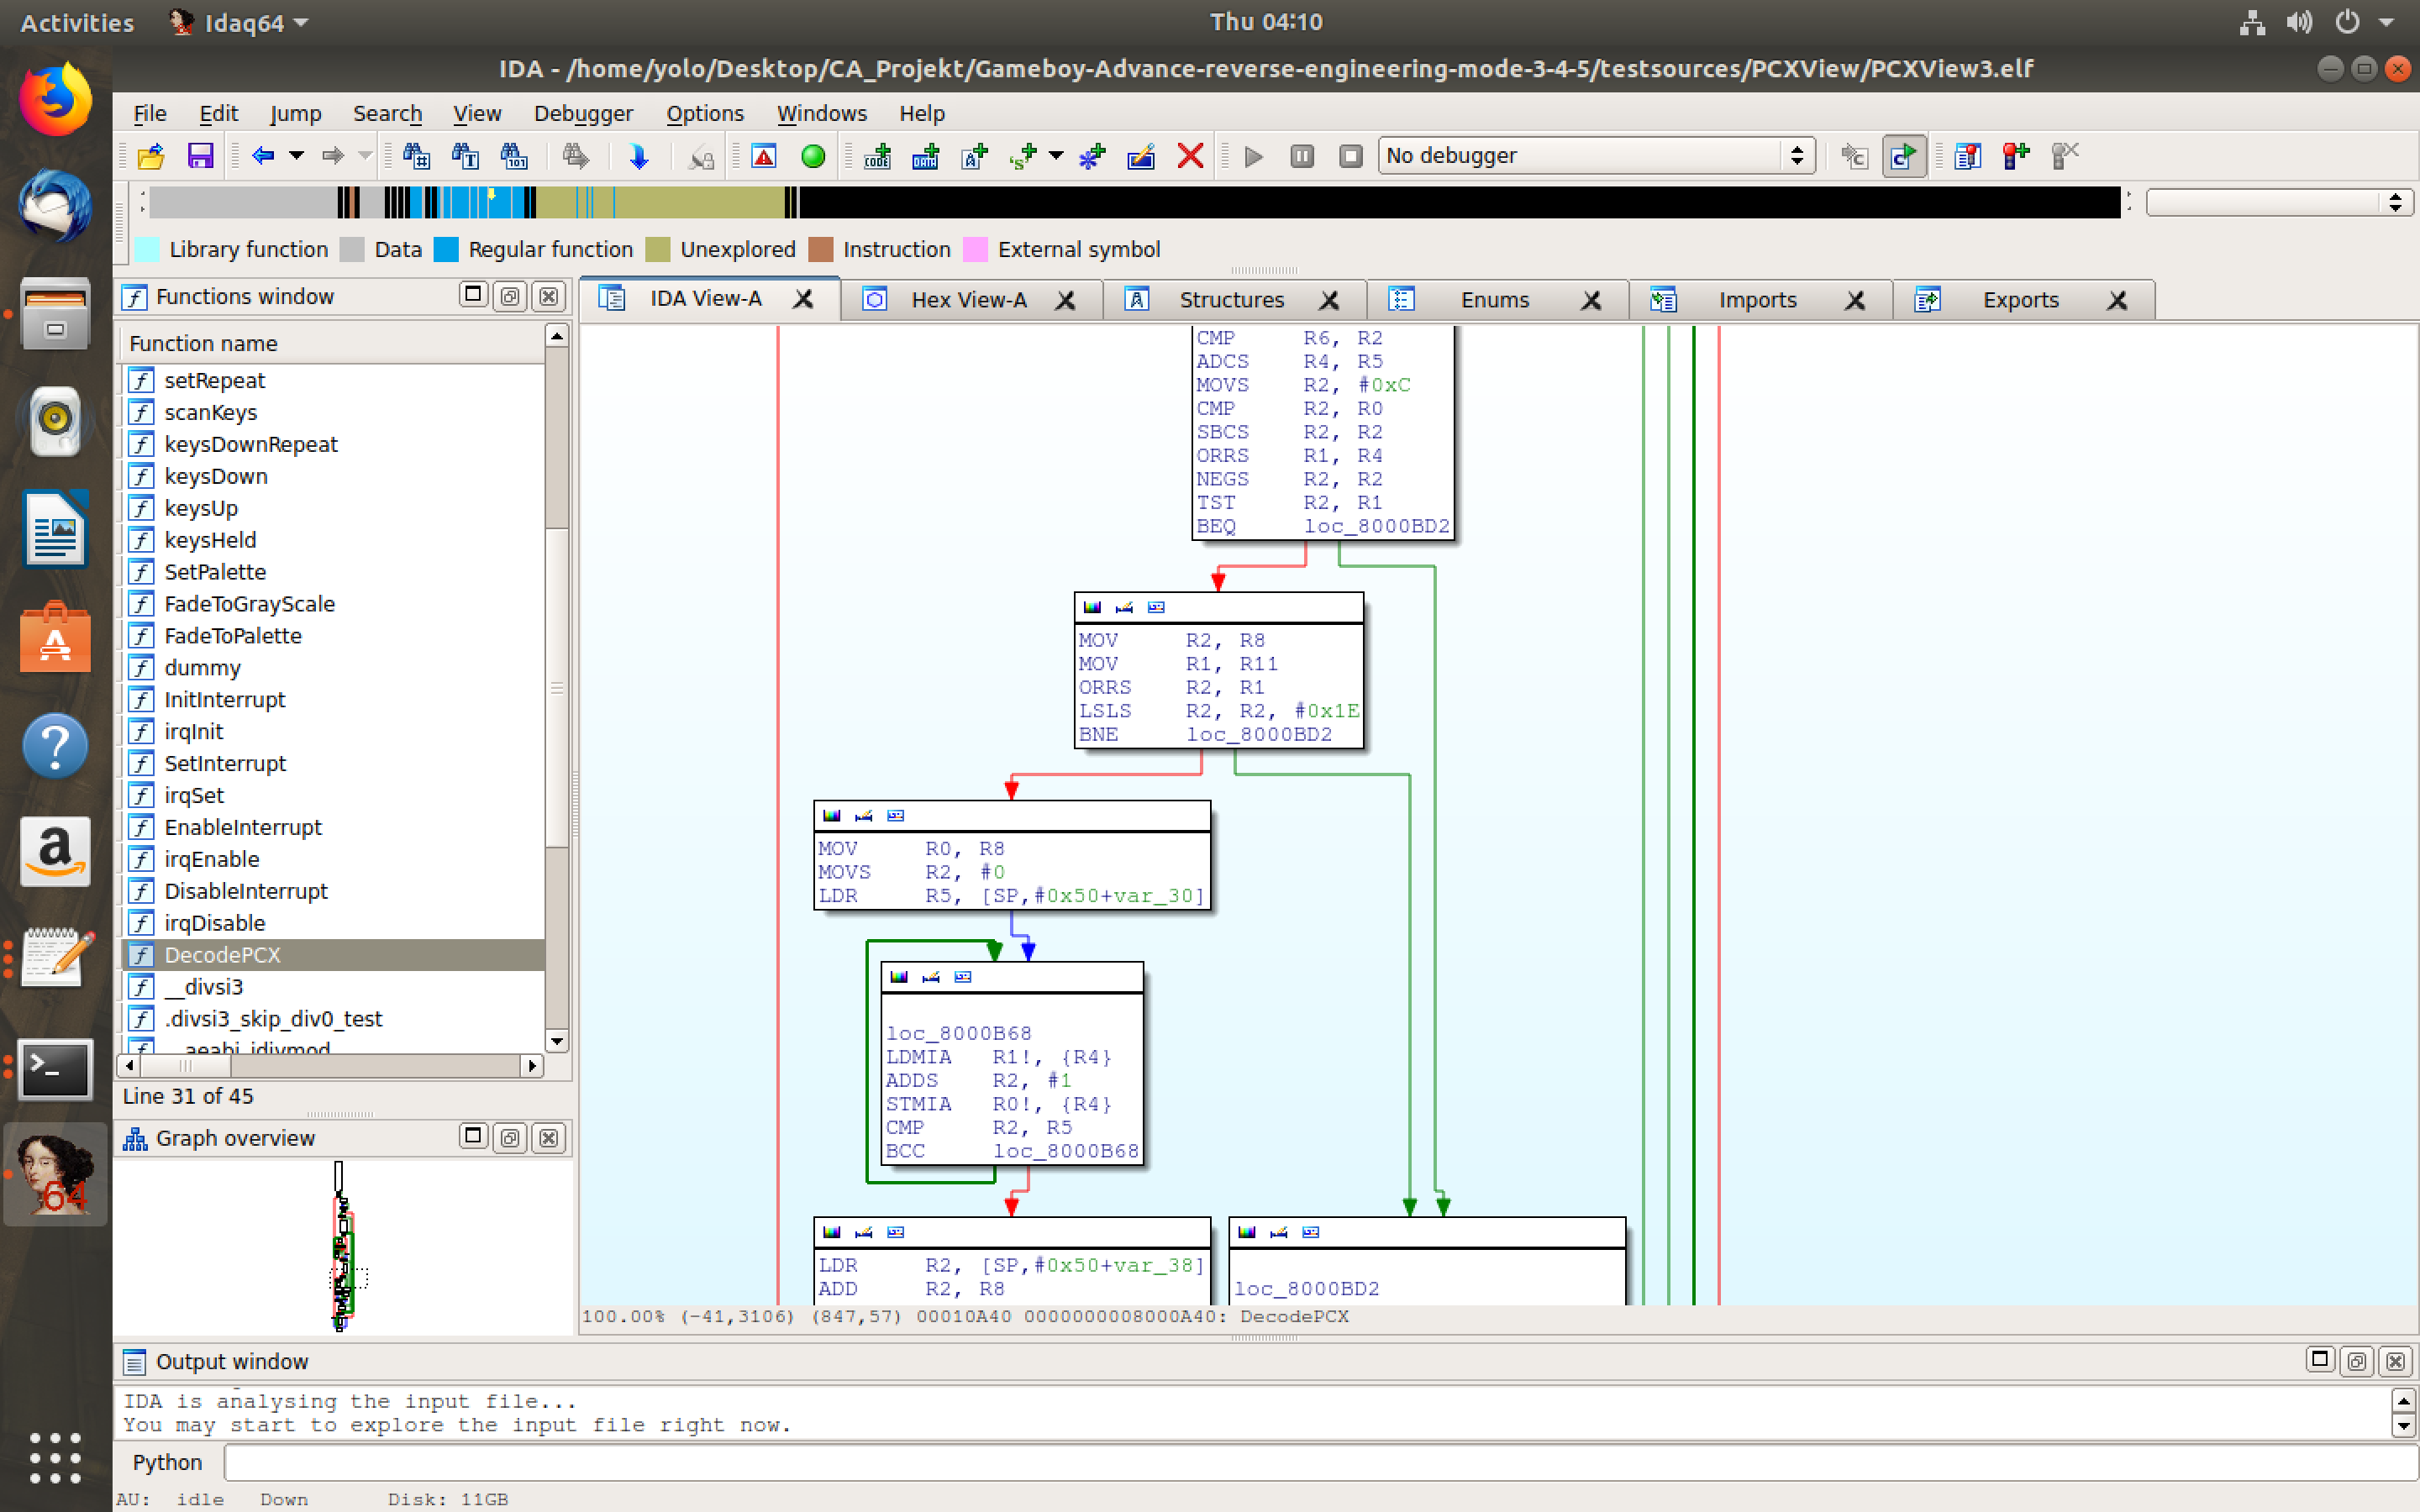 Activities Idaq64 Thu 04:10
IDA - /home/yolo/Desktop/CA_Projekt/Gameboy-Advance-reverse-engineering-mode-3-4-5/testsources/PCXView/PCXView3.elf
File Edit Jump Search View Debugger Options Windows Help
No debugger
Library function Data Regular function Unexplored Instruction External symbol
Functions window
Function name
setRepeat
scanKeys
keysDownRepeat
keysDown
keysUp
keysHeld
SetPalette
FadeToGrayScale
FadeToPalette
dummy
InitInterrupt
irqInit
SetInterrupt
irqSet
EnableInterrupt
irqEnable
DisableInterrupt
irqDisable
DecodePCX
__divsi3
.divsi3_skip_div0_test
__aeabi_idivmod
Line 31 of 45
Graph overview
64
IDA View-A Hex View-A Structures Enums Imports Exports
CMP R6, R2
ADCS R4, R5
MOVS R2, #0xC
CMP R2, R0
SBCS R2, R2
ORRS R1, R4
NEGS R2, R2
TST R2, R1
BEQ loc_8000BD2
MOV R2, R8
MOV R1, R11
ORRS R2, R1
LSLS R2, R2, #0x1E
BNE loc_8000BD2
MOV R0, R8
MOVS R2, #0
LDR R5, [SP,#0x50+var_30]
loc_8000B68
LDMIA R1!, {R4}
ADDS R2, #1
STMIA R0!, {R4}
CMP R2, R5
BCC loc_8000B68
LDR R2, [SP,#0x50+var_38]
ADD R2, R8
loc_8000BD2
100.00% (-41,3106) (847,57) 00010A40 0000000008000A40: DecodePCX
Output window
IDA is analysing the input file...
You may start to explore the input file right now.
Python
AU: idle Down Disk: 11GB